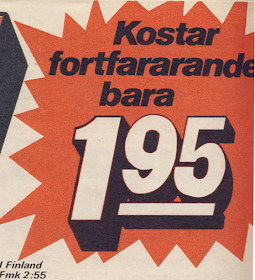 Kostar
fortfararande
bara
195
I Finland
Fmk 2:55